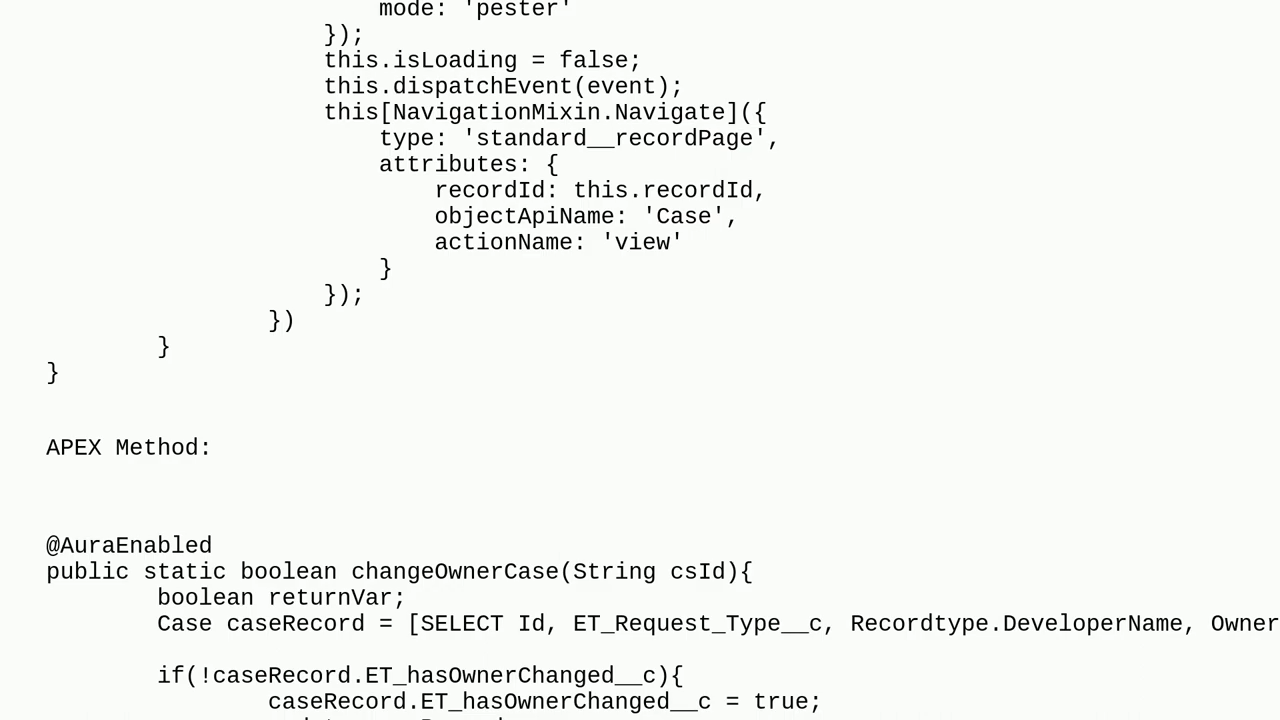 mode: 'pester'
});
this.isLoading = false;
this.dispatchEvent(event);
this[NavigationMixin.Navigate]({
type: 'standard__recordPage',
attributes: {
recordId: this.recordId,
objectApiName: 'Case',
actionName: 'view'
}
});
})
}
}
APEX Method:
@AuraEnabled
public static boolean changeOwnerCase(String csId){
boolean returnVar;
Case caseRecord = [SELECT Id, ET_Request_Type__c, Recordtype.DeveloperName, Owner
if(!caseRecord.ET_hasOwnerChanged__c){
caseRecord.ET_hasOwnerChanged__c = true;